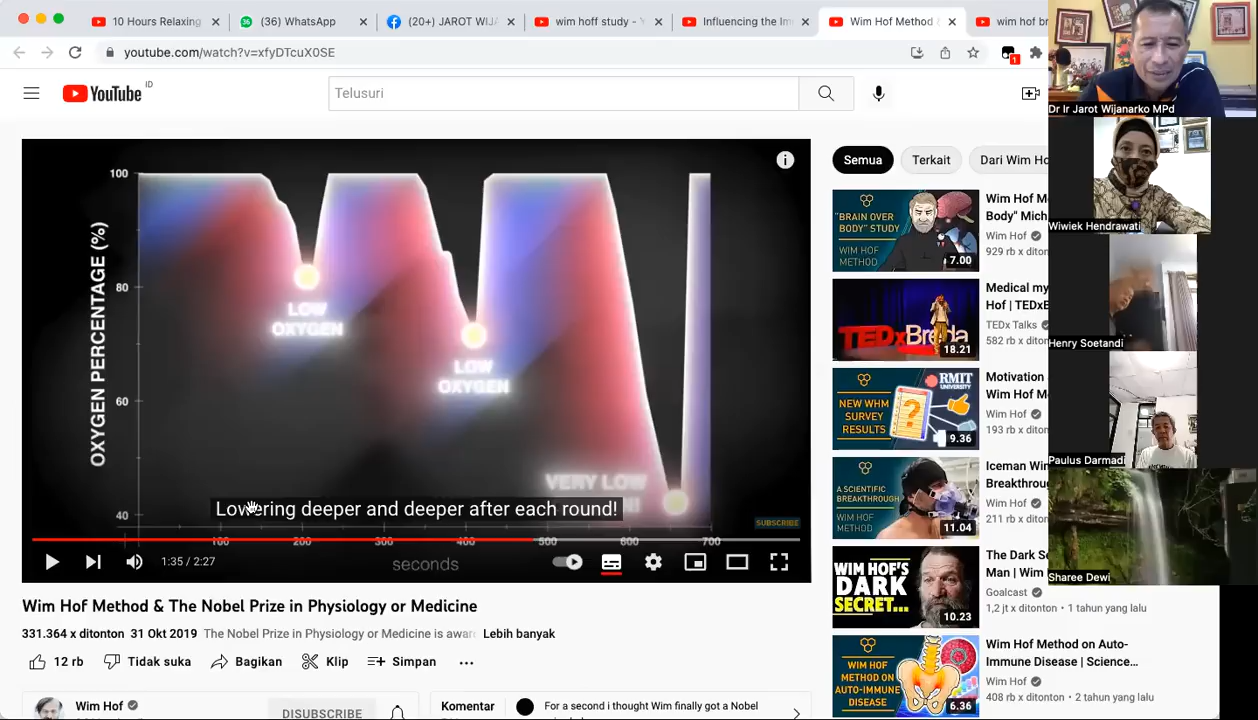 10 Hours Relaxing
(36) WhatsApp
(20+) JAROT WIJA
wim hoff study - Y
Influencing the Im
Wim Hof Method &
wim hof br
youtube.com/watch?v=xfyDTcuX0SE
1
YouTube
ID
Telusuri
Semua
Terkait
Dari Wim Ho
100
80
60
40
OXYGEN PERCENTAGE (%)
LOW
OXYGEN
LOW
OXYGEN
VERY LOW
Lowering deeper and deeper after each round!
SUBSCRIBE
100
200
300
400
500
600
700
seconds
1:35 / 2:27
Wim Hof Method & The Nobel Prize in Physiology or Medicine
331.364 x ditonton 31 Okt 2019 The Nobel Prize in Physiology or Medicine is awar Lebih banyak
12 rb
Tidak suka
Bagikan
Klip
Simpan
Wim Hof
DISUBSCRIBE
Komentar
For a second i thought Wim finally got a Nobel
"BRAIN OVER
BODY" STUDY
WIM HOF
METHOD
7.00
Wim Hof M
Body" Mich
Wim Hof
929 rb x dito
TEDxBreda
18.21
Medical my
Hof | TEDxB
TEDx Talks
582 rb x dito
RMIT
UNIVERSITY
NEW WHM
SURVEY
RESULTS
9.36
Motivation
Wim Hof M
Wim Hof
193 rb x diton
A SCIENTIFIC
BREAKTHROUGH
WIM HOF
METHOD
11.04
Iceman Wim
Breakthroug
Wim Hof
211 rb x diton
WIM HOF'S
DARK
SECRET...
10.23
The Dark Se
Man | Wim
Goalcast
1,2 jt x ditonton • 1 tahun yang lalu
WIM HOF
METHOD ON
AUTO-
IMMUNE
DISEASE
6.36
Wim Hof Method on Auto-
Immune Disease | Science...
Wim Hof
408 rb x ditonton • 2 tahun yang lalu
Dr Ir Jarot Wijanarko MPd
Wiwiek Hendrawati
Henry Soetandi
Paulus Darmadi
Sharee Dewi